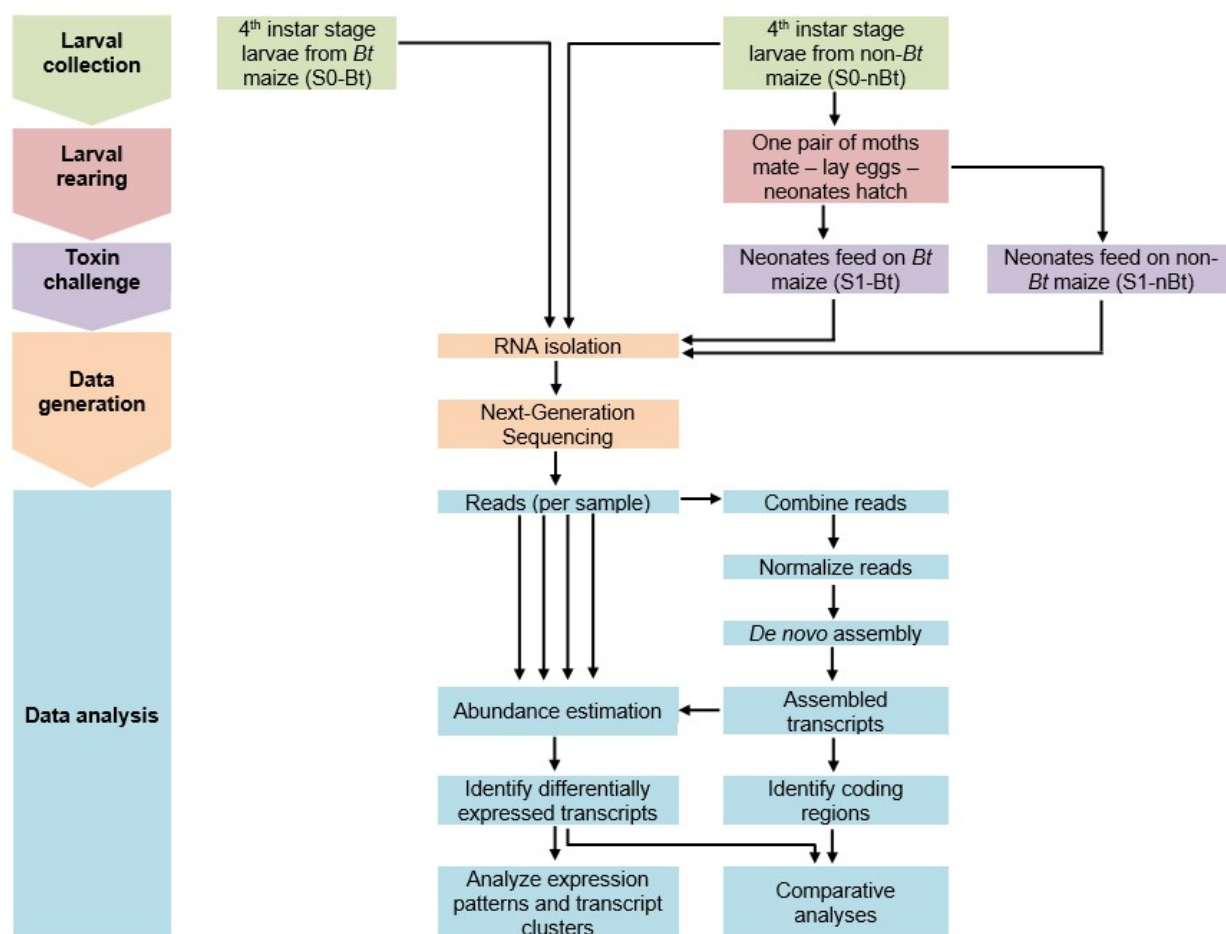 Larval
collection
4th instar stage
larvae from Bt
maize (S0-Bt)
4th instar stage
larvae from non-Bt
maize (S0-nBt)
Larval
rearing
One pair of moths
mate – lay eggs –
neonates hatch
Toxin
challenge
Neonates feed on Bt
maize (S1-Bt)
Neonates feed on non-
Bt maize (S1-nBt)
Data
generation
RNA isolation
Next-Generation
Sequencing
Data analysis
Reads (per sample)
Combine reads
Normalize reads
De novo assembly
Abundance estimation
Assembled
transcripts
Identify differentially
expressed transcripts
Identify coding
regions
Analyze expression
patterns and transcript
clusters
Comparative
analyses